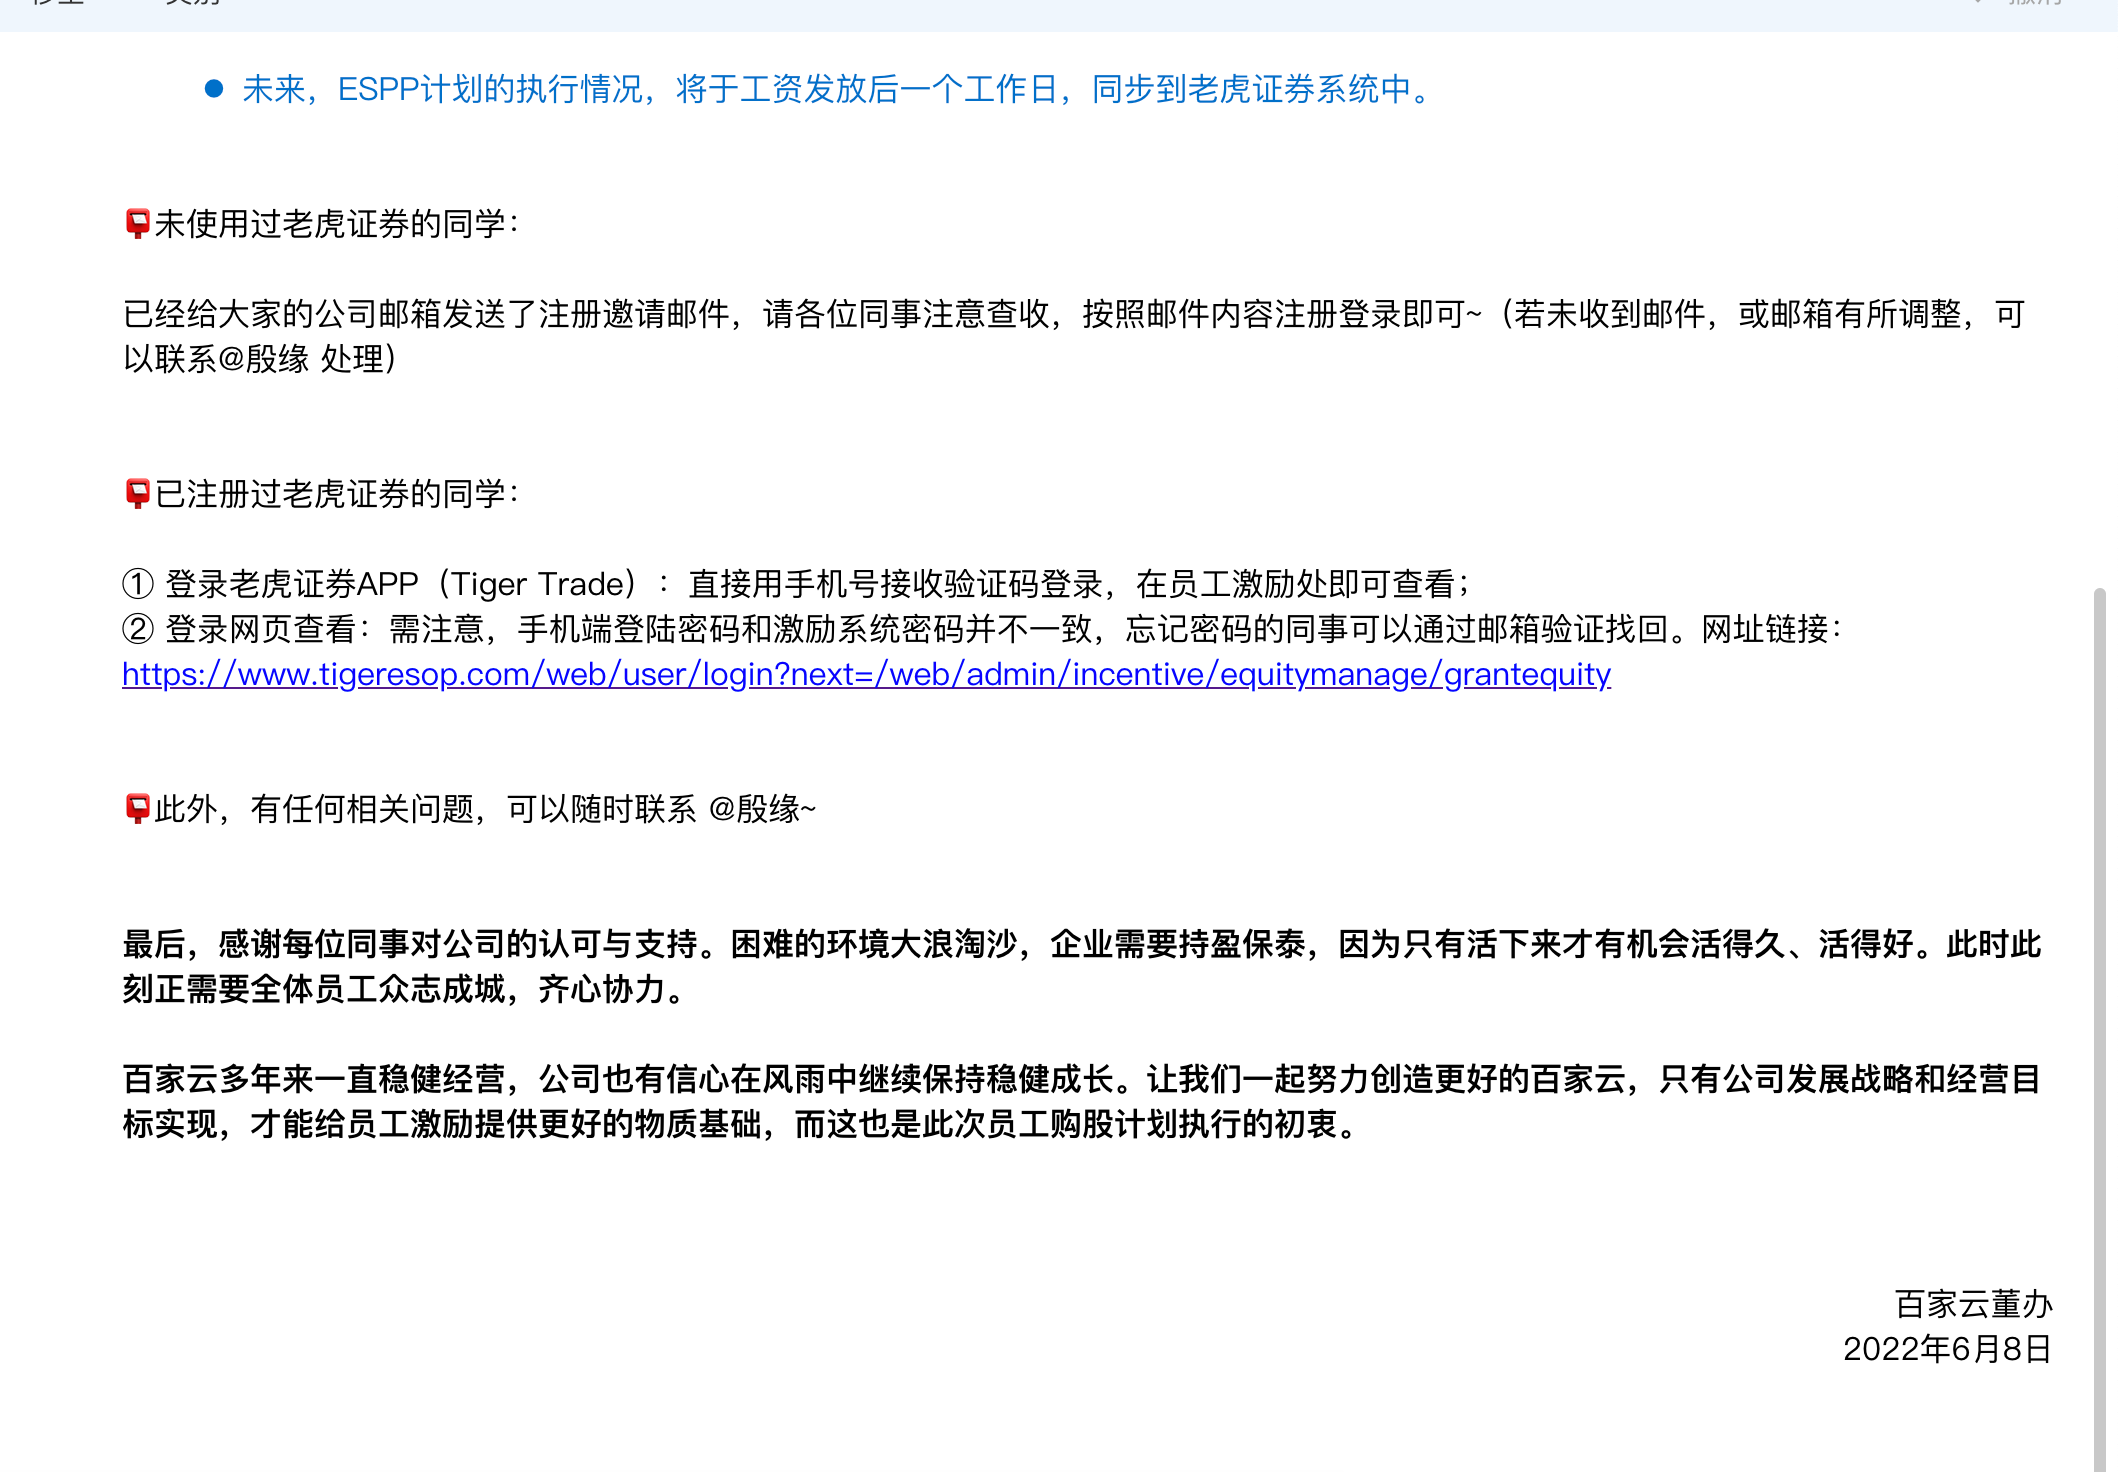 ● 未来，ESPP计划的执行情况，将于工资发放后一个工作日，同步到老虎证券系统中。
📮未使用过老虎证券的同学：
已经给大家的公司邮箱发送了注册邀请邮件，请各位同事注意查收，按照邮件内容注册登录即可~（若未收到邮件，或邮箱有所调整，可
以联系@殷缘 处理）
📮已注册过老虎证券的同学：
① 登录老虎证券APP（Tiger Trade）：直接用手机号接收验证码登录，在员工激励处即可查看；
② 登录网页查看：需注意，手机端登陆密码和激励系统密码并不一致，忘记密码的同事可以通过邮箱验证找回。网址链接：
https://www.tigeresop.com/web/user/login?next=/web/admin/incentive/equitymanage/grantequity
📮此外，有任何相关问题，可以随时联系 @殷缘~
最后，感谢每位同事对公司的认可与支持。困难的环境大浪淘沙，企业需要持盈保泰，因为只有活下来才有机会活得久、活得好。此时此
刻正需要全体员工众志成城，齐心协力。
百家云多年来一直稳健经营，公司也有信心在风雨中继续保持稳健成长。让我们一起努力创造更好的百家云，只有公司发展战略和经营目
标实现，才能给员工激励提供更好的物质基础，而这也是此次员工购股计划执行的初衷。
百家云董办
2022年6月8日